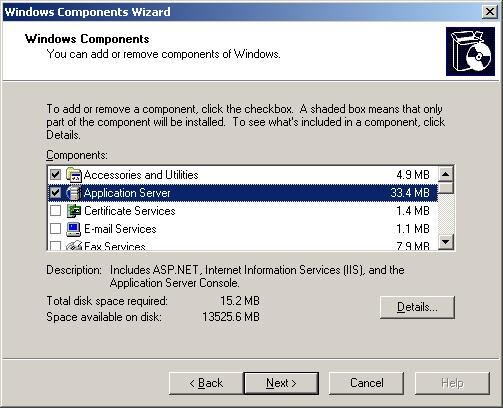 Windows Components Wizard
Windows Components
You can add or remove components of Windows.
To add or remove a component, click the checkbox. A shaded box means that only
part of the component will be installed. To see what's included in a component, click
Details.
Components:
Accessories and Utilities 4.9 MB
Application Server 33.4 MB
Certificate Services 1.4 MB
E-mail Services 1.1 MB
Fax Services 7.9 MB
Description: Includes ASP.NET, Internet Information Services (IIS), and the
Application Server Console.
Total disk space required: 15.2 MB
Space available on disk: 13525.6 MB
Details...
< Back Next > Cancel Help